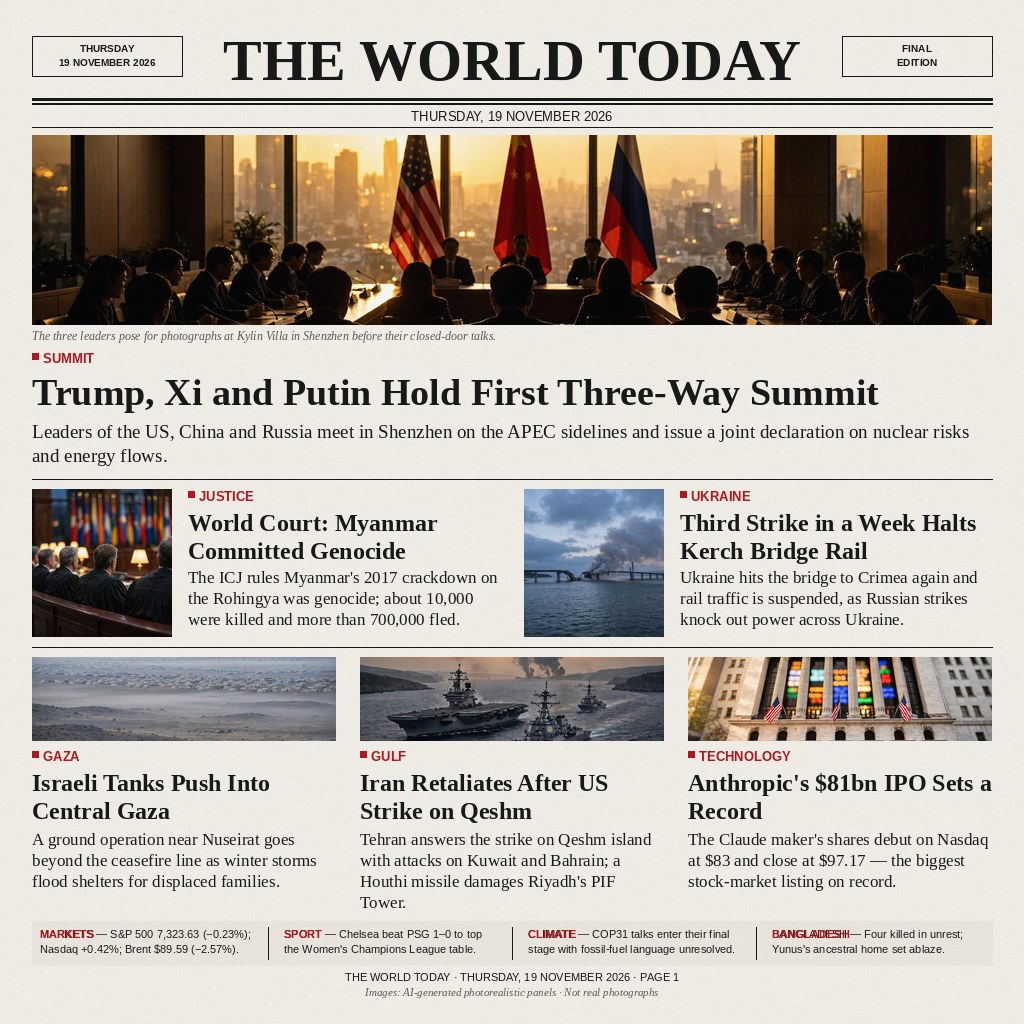 THURSDAY
19 NOVEMBER 2026
THE WORLD TODAY
FINAL
EDITION
THURSDAY, 19 NOVEMBER 2026
The three leaders pose for photographs at Kylin Villa in Shenzhen before their closed-door talks.
SUMMIT
Trump, Xi and Putin Hold First Three-Way Summit
Leaders of the US, China and Russia meet in Shenzhen on the APEC sidelines and issue a joint declaration on nuclear risks
and energy flows.
JUSTICE
World Court: Myanmar
Committed Genocide
The ICJ rules Myanmar's 2017 crackdown on
the Rohingya was genocide; about 10,000
were killed and more than 700,000 fled.
UKRAINE
Third Strike in a Week Halts
Kerch Bridge Rail
Ukraine hits the bridge to Crimea again and
rail traffic is suspended, as Russian strikes
knock out power across Ukraine.
GAZA
Israeli Tanks Push Into
Central Gaza
A ground operation near Nuseirat goes
beyond the ceasefire line as winter storms
flood shelters for displaced families.
GULF
Iran Retaliates After US
Strike on Qeshm
Tehran answers the strike on Qeshm island
with attacks on Kuwait and Bahrain; a
Houthi missile damages Riyadh's PIF
Tower.
TECHNOLOGY
Anthropic's $81bn IPO Sets a
Record
The Claude maker's shares debut on Nasdaq
at $83 and close at $97.17 — the biggest
stock-market listing on record.
MARKETS — S&P 500 7,323.63 (−0.23%);
Nasdaq +0.42%; Brent $89.59 (−2.57%).
SPORT — Chelsea beat PSG 1–0 to top
the Women's Champions League table.
CLIMATE — COP31 talks enter their final
stage with fossil-fuel language unresolved.
BANGLADESH — Four killed in unrest;
Yunus's ancestral home set ablaze.
THE WORLD TODAY · THURSDAY, 19 NOVEMBER 2026 · PAGE 1
Images: AI-generated photorealistic panels · Not real photographs